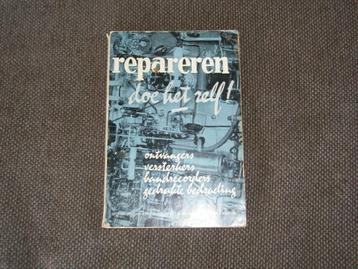 repareren
doe het zelf!
ontvangers
versterkers
bandrecorders
gedrukte bedrading